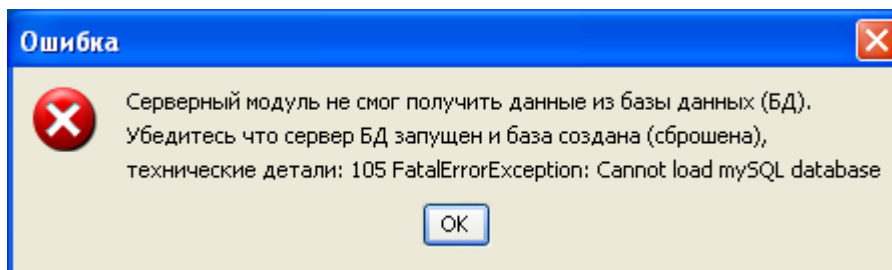 Ошибка
Серверный модуль не смог получить данные из базы данных (БД).
Убедитесь что сервер БД запущен и база создана (сброшена),
технические детали: 105 FatalErrorException: Cannot load mySQL database
OK